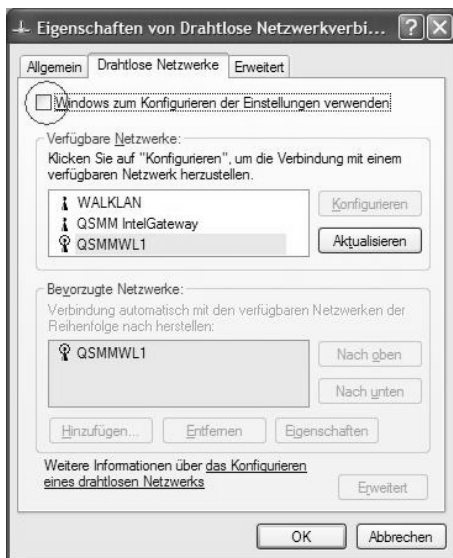 Eigenschaften von Drahtlose Netzwerkverbi...
Allgemein Drahtlose Netzwerke Erweitert
Windows zum Konfigurieren der Einstellungen verwenden
Verfügbare Netzwerke:
Klicken Sie auf "Konfigurieren", um die Verbindung mit einem
verfügbaren Netzwerk herzustellen.
WALKLAN
QSMM IntelGateway
QSMMWL1
Konfigurieren
Aktualisieren
Bevorzugte Netzwerke:
Verbindung automatisch mit den verfügbaren Netzwerken der
Reihenfolge nach herstellen:
QSMMWL1
Nach oben
Nach unten
Hinzufügen... Entfernen Eigenschaften
Weitere Informationen über das Konfigurieren
eines drahtlosen Netzwerks
Erweitert
OK Abbrechen